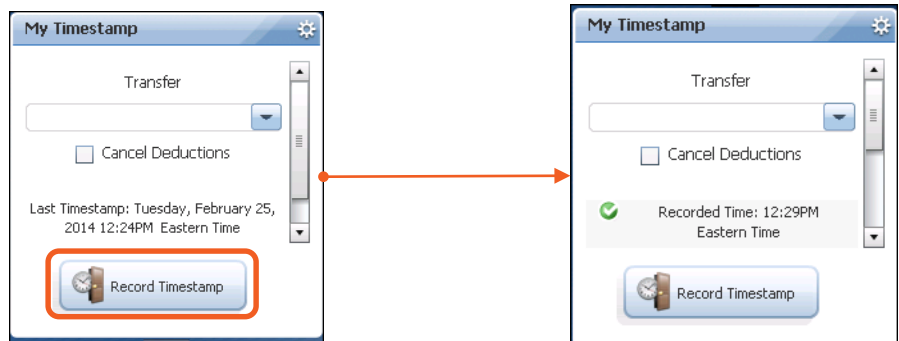 My Timestamp
Transfer
Cancel Deductions
Last Timestamp: Tuesday, February 25,
2014 12:24PM Eastern Time
Record Timestamp
My Timestamp
Transfer
Cancel Deductions
Recorded Time: 12:29PM
Eastern Time
Record Timestamp